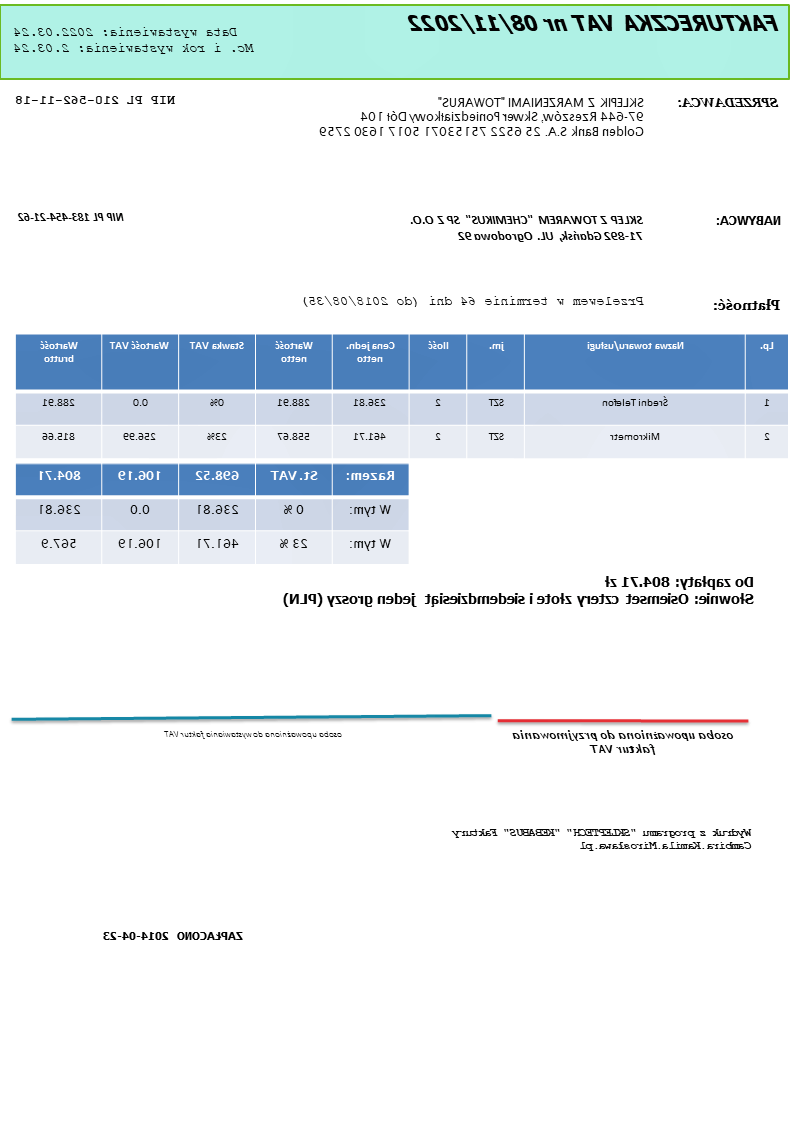 FAKTURECZKA VAT nr 08/11/2022
Data wystawienia: 2022.03.24
Mc. i rok wystawienia: 2.03.24
SPRZEDAWCA:
SKLEPIK Z MARZENIAMI "TOWARUS"
97-644 Rzeszów, Skwer Poniedziałkowy Dół 104
Golden Bank S.A. 25 6522 7515 3071 5017 1630 2759
NIP PL 210-562-11-18
NABYWCA:
SKLEP Z TOWAREM "CHEMIKUS" SP Z O.O.
71-892 Gdańsk, UL. Ogrodowa 92
NIP PL 183-454-21-62
Płatność:
Przelewem w terminie 64 dni (do 2018/08/35)
Lp. Nazwa towaru/usługi jm. Ilość Cena jedn. netto Wartość netto Stawka VAT Wartość VAT Wartość brutto
1 Średni Telefon SZT 2 236.81 288.91 0% 0.0 288.91
2 Mikrometr SZT 2 461.71 558.67 23% 256.99 815.66
Razem: St. VAT 698.52 106.19 804.71
W tym: 0 % 236.81 0.0 236.81
W tym: 23 % 461.71 106.19 567.9
Do zapłaty: 804.71 zł
Słownie: Osiemset cztery złote i siedemdziesiąt jeden groszy (PLN)
osoba upoważniona do przyjmowania
faktur VAT
osoba upoważniona do wystawiania faktur VAT
Wydruk z programu "SKLEPTECH" "KEBABUS" Faktury
Cambira.Kamila.Mirosława.pl
ZAPŁACONO 2014-04-23